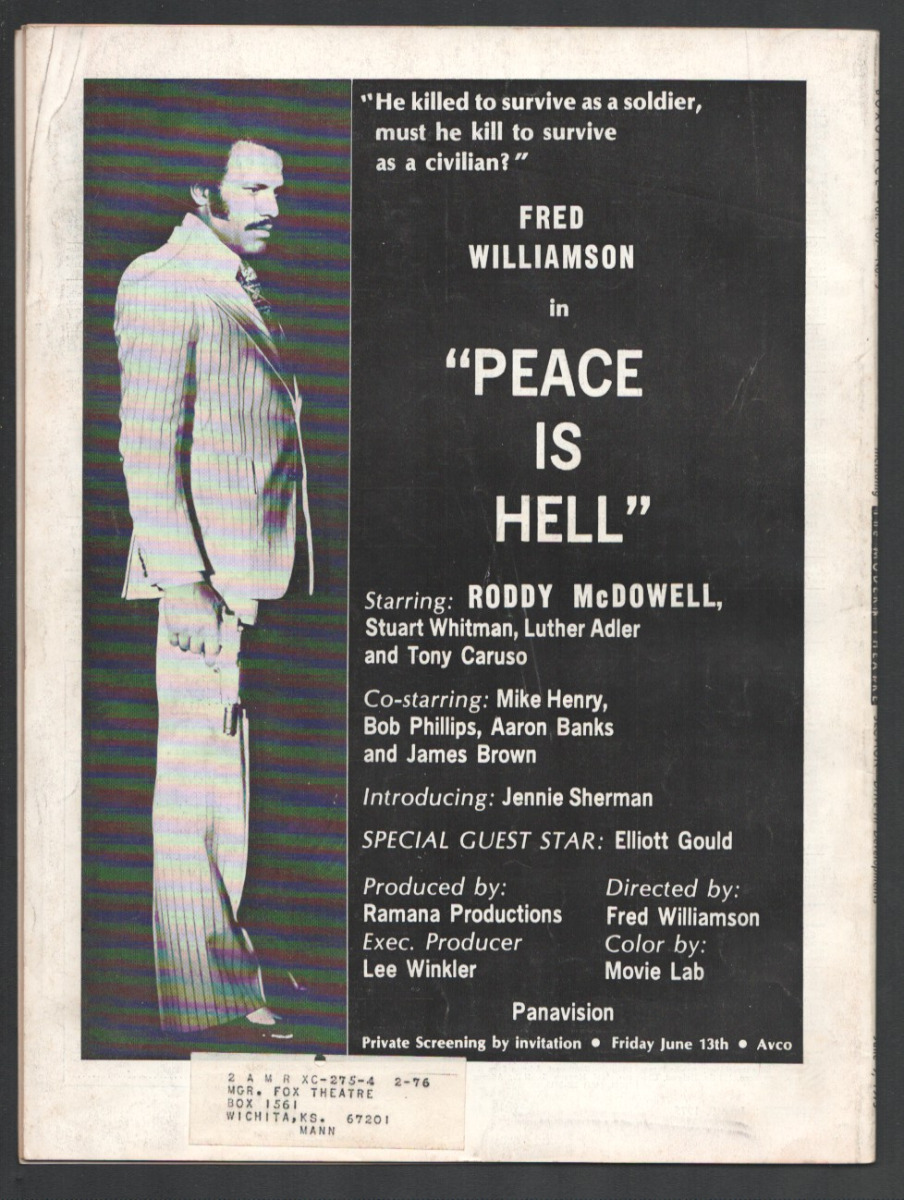 "He killed to survive as a soldier,
must he kill to survive
as a civilian?"
FRED
WILLIAMSON
in
"PEACE
IS
HELL"
Starring: RODDY McDOWELL,
Stuart Whitman, Luther Adler
and Tony Caruso
Co-starring: Mike Henry,
Bob Phillips, Aaron Banks
and James Brown
Introducing: Jennie Sherman
SPECIAL GUEST STAR: Elliott Gould
Produced by:
Ramana Productions
Exec. Producer
Lee Winkler
Directed by:
Fred Williamson
Color by:
Movie Lab
Panavision
Private Screening by invitation • Friday June 13th • Avco
2 A M R XC-275-4 2-76
MGR. FOX THEATRE
BOX 1561
WICHITA,KS. 67201
MANN